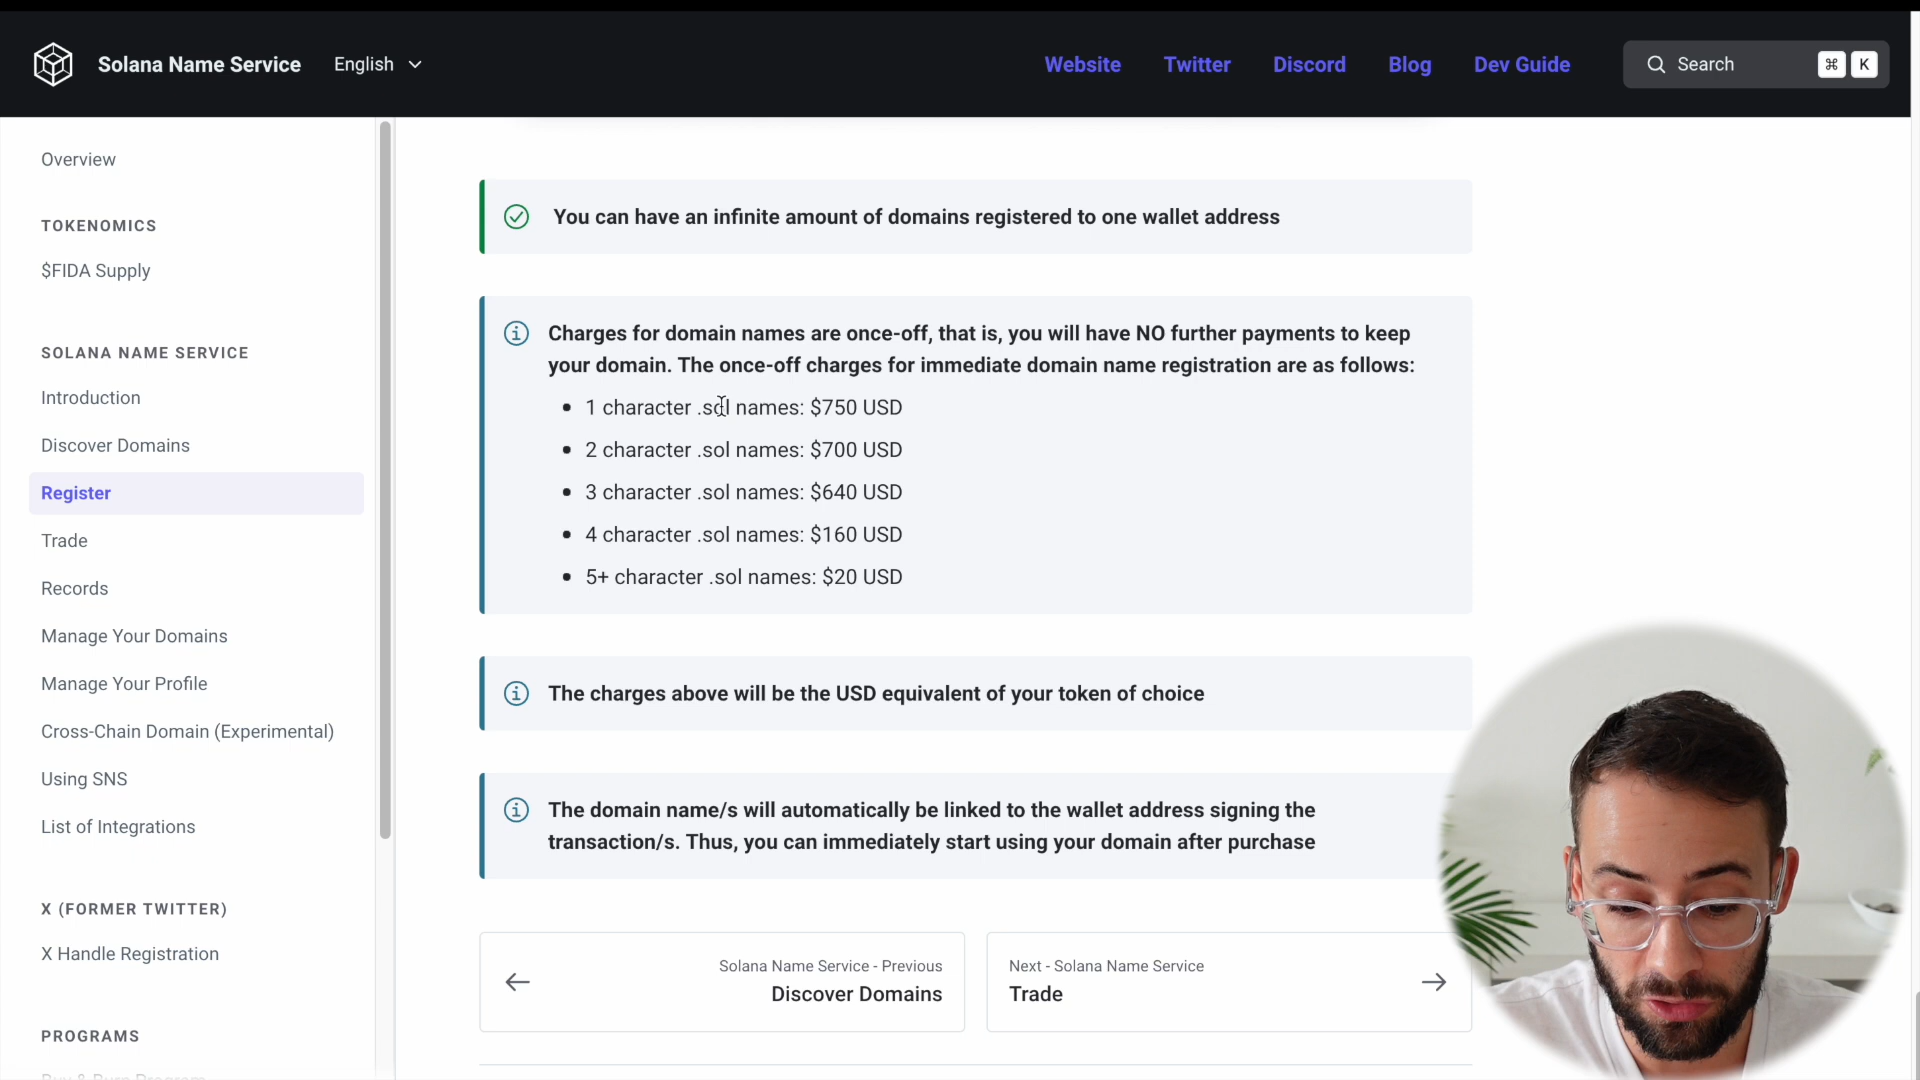 Solana Name Service
English
Website
Twitter
Discord
Blog
Dev Guide
Search
⌘ K
Overview
TOKENOMICS
$FIDA Supply
SOLANA NAME SERVICE
Introduction
Discover Domains
Register
Trade
Records
Manage Your Domains
Manage Your Profile
Cross-Chain Domain (Experimental)
Using SNS
List of Integrations
X (FORMER TWITTER)
X Handle Registration
PROGRAMS
You can have an infinite amount of domains registered to one wallet address
Charges for domain names are once-off, that is, you will have NO further payments to keep
your domain. The once-off charges for immediate domain name registration are as follows:
• 1 character .sol names: $750 USD
• 2 character .sol names: $700 USD
• 3 character .sol names: $640 USD
• 4 character .sol names: $160 USD
• 5+ character .sol names: $20 USD
The charges above will be the USD equivalent of your token of choice
The domain name/s will automatically be linked to the wallet address signing the
transaction/s. Thus, you can immediately start using your domain after purchase
Solana Name Service - Previous
Discover Domains
Next - Solana Name Service
Trade